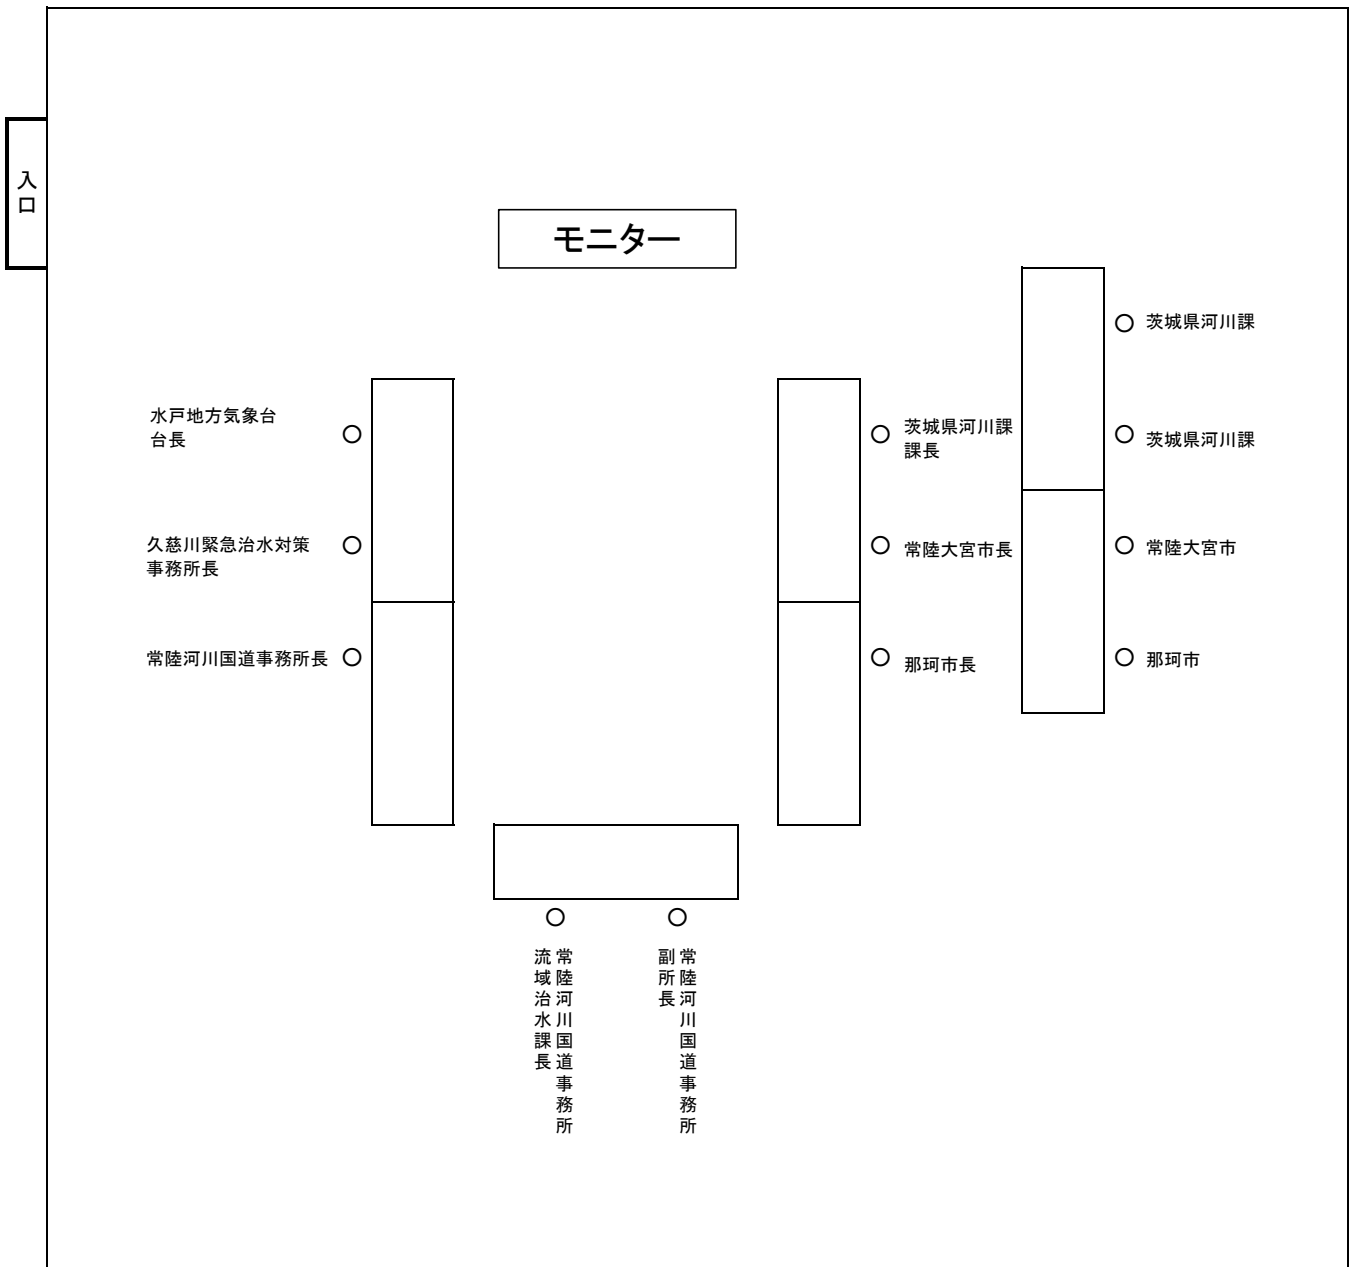 入口
モニター
茨城県河川課
水戸地方気象台
台長
茨城県河川課
課長
茨城県河川課
久慈川緊急治水対策
事務所長
常陸大宮市長
常陸大宮市
常陸河川国道事務所長
那珂市長
那珂市
常陸河川国道事務所
流域治水課長
常陸河川国道事務所
副所長